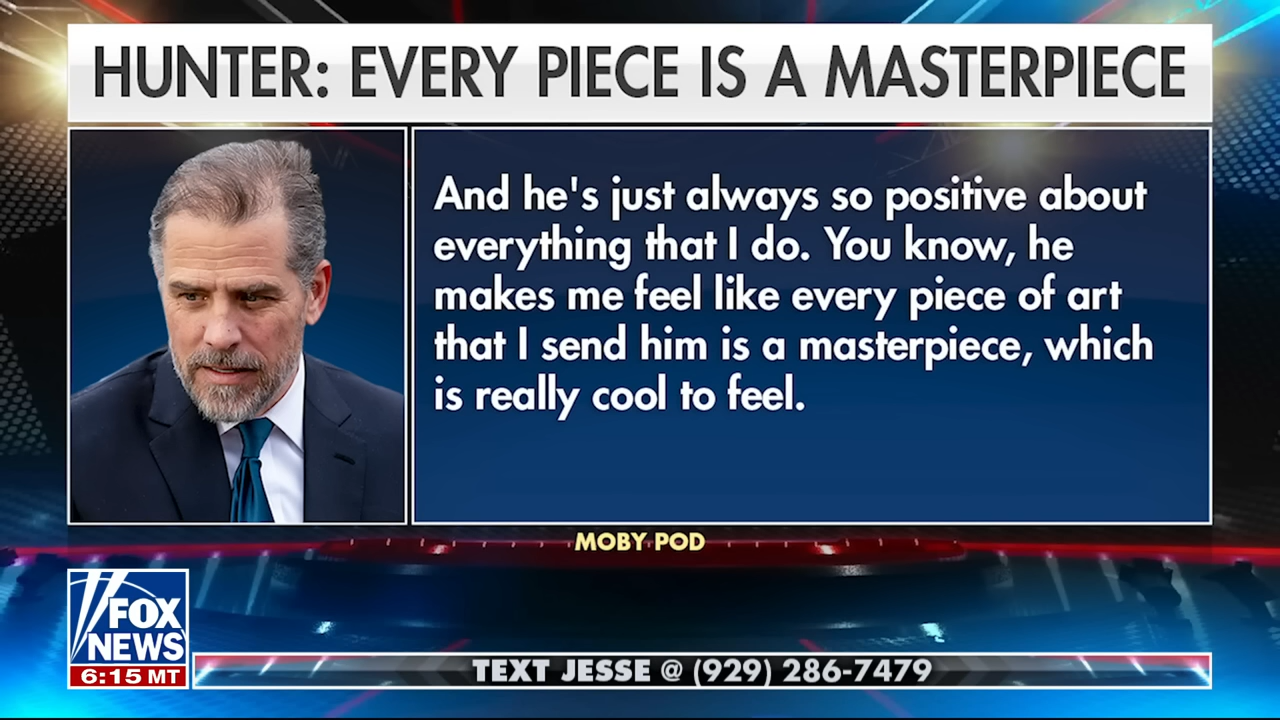 HUNTER: EVERY PIECE IS A MASTERPIECE
And he's just always so positive about
everything that I do. You know, he
makes me feel like every piece of art
that I send him is a masterpiece, which
is really cool to feel.
MOBY POD
FOX
NEWS
6:15 MT
TEXT JESSE @ (929) 286-7479